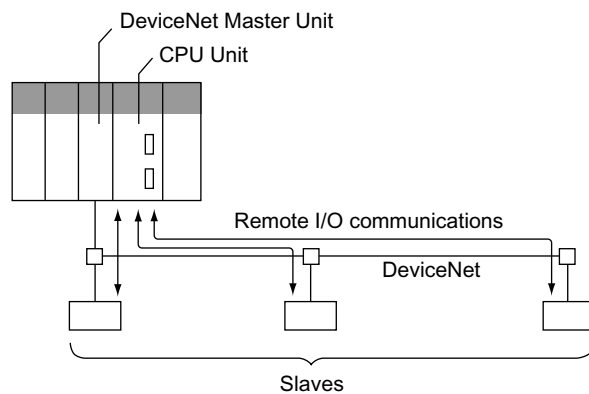 DeviceNet Master Unit
CPU Unit
Remote I/O communications
DeviceNet
Slaves